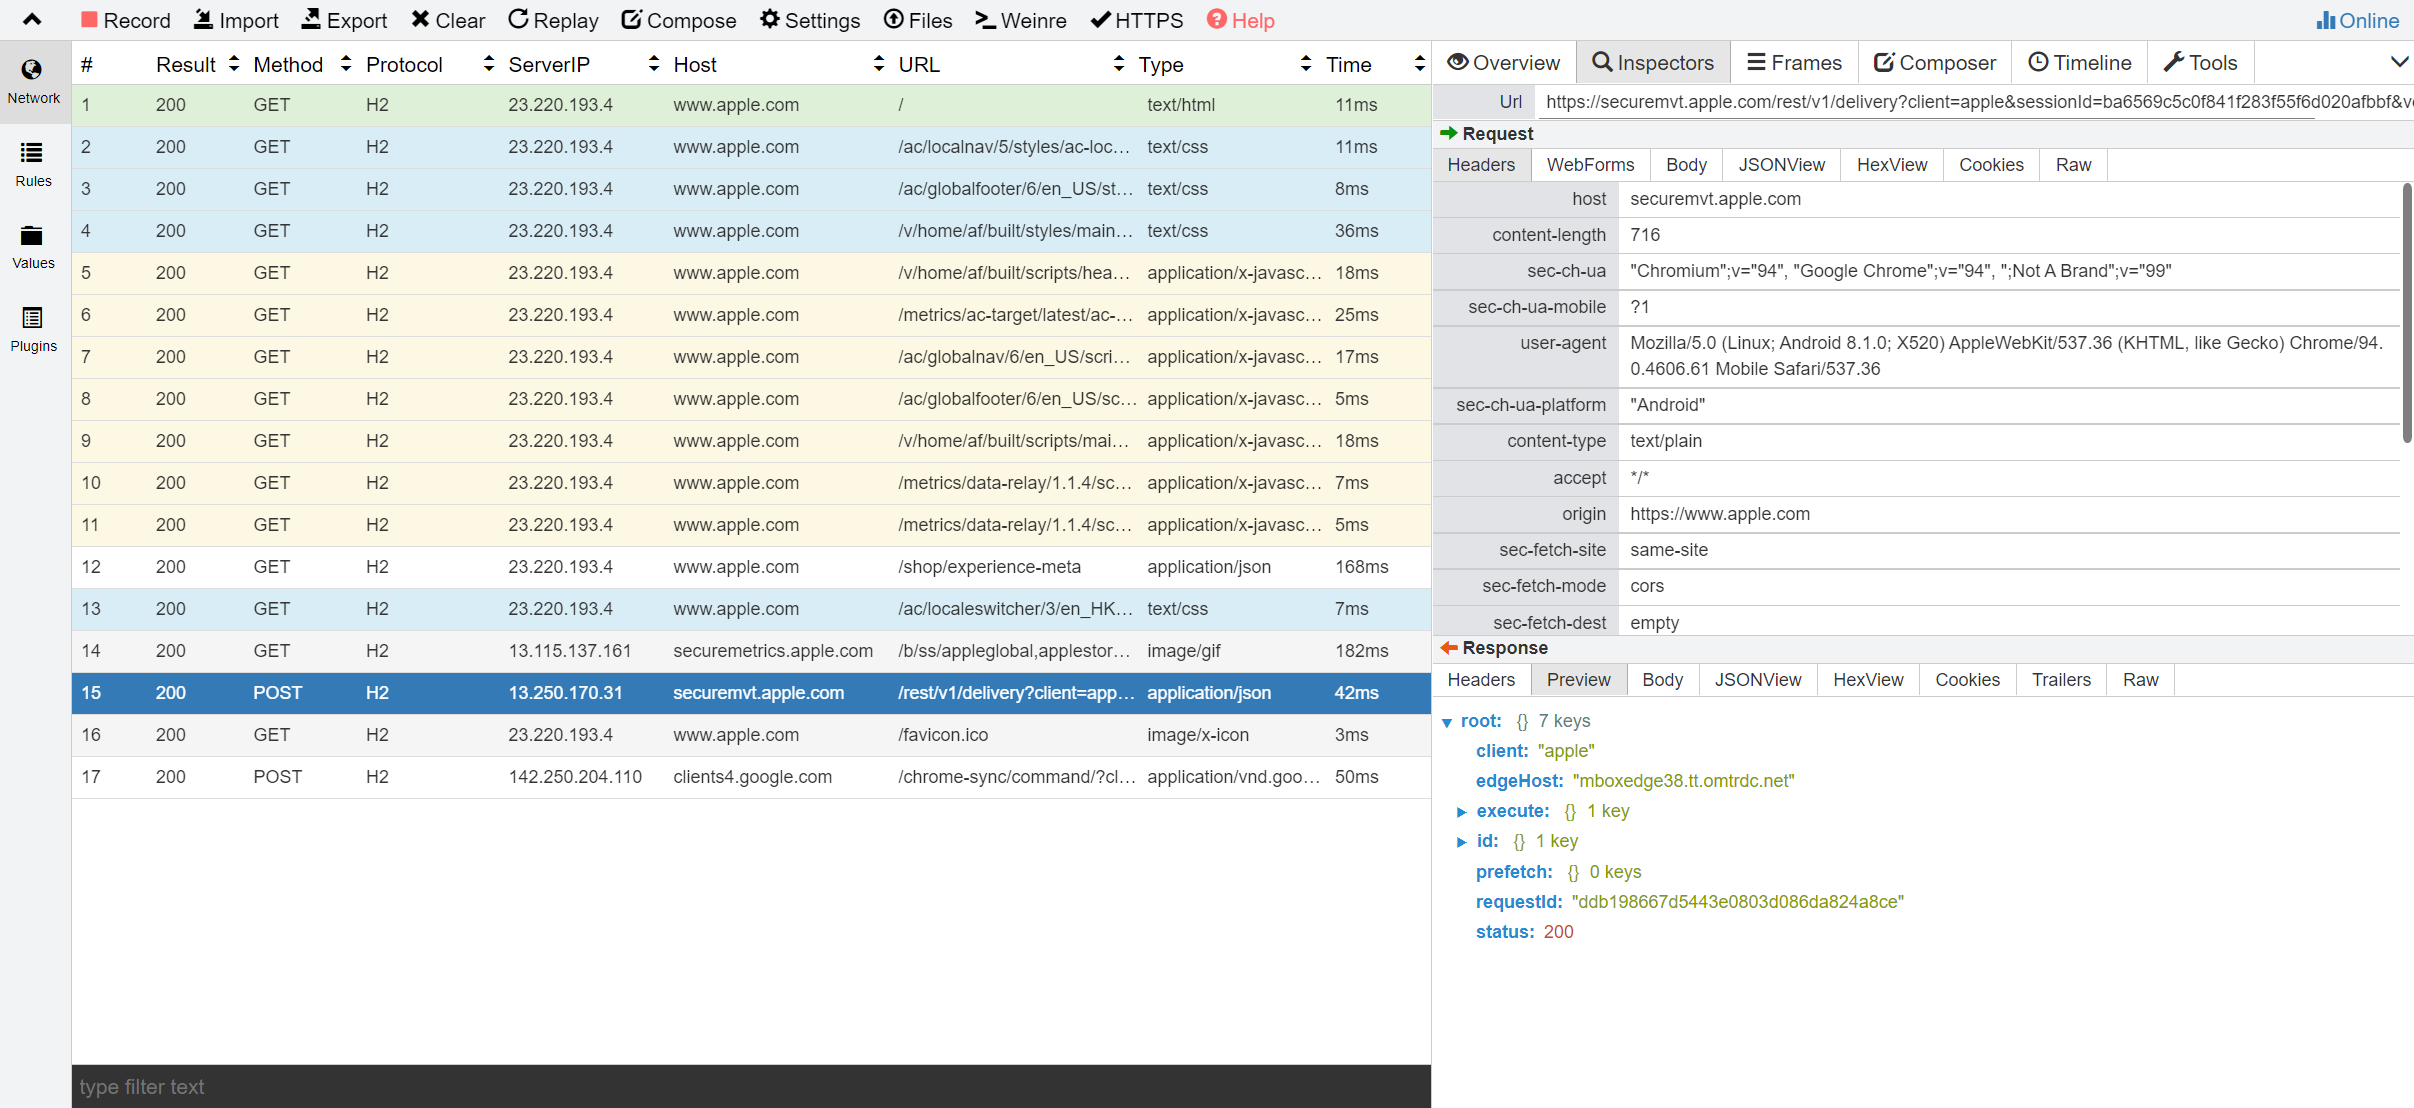 Record Import Export Clear Replay Compose Settings Files Weinre HTTPS Help Online
Network
Rules
Values
Plugins
# Result Method Protocol ServerIP Host URL Type Time
1 200 GET H2 23.220.193.4 www.apple.com / text/html 11ms
2 200 GET H2 23.220.193.4 www.apple.com /ac/localnav/5/styles/ac-loc… text/css 11ms
3 200 GET H2 23.220.193.4 www.apple.com /ac/globalfooter/6/en_US/st… text/css 8ms
4 200 GET H2 23.220.193.4 www.apple.com /v/home/af/built/styles/main… text/css 36ms
5 200 GET H2 23.220.193.4 www.apple.com /v/home/af/built/scripts/hea… application/x-javasc… 18ms
6 200 GET H2 23.220.193.4 www.apple.com /metrics/ac-target/latest/ac-… application/x-javasc… 25ms
7 200 GET H2 23.220.193.4 www.apple.com /ac/globalnav/6/en_US/scri… application/x-javasc… 17ms
8 200 GET H2 23.220.193.4 www.apple.com /ac/globalfooter/6/en_US/sc… application/x-javasc… 5ms
9 200 GET H2 23.220.193.4 www.apple.com /v/home/af/built/scripts/mai… application/x-javasc… 18ms
10 200 GET H2 23.220.193.4 www.apple.com /metrics/data-relay/1.1.4/sc… application/x-javasc… 7ms
11 200 GET H2 23.220.193.4 www.apple.com /metrics/data-relay/1.1.4/sc… application/x-javasc… 5ms
12 200 GET H2 23.220.193.4 www.apple.com /shop/experience-meta application/json 168ms
13 200 GET H2 23.220.193.4 www.apple.com /ac/localeswitcher/3/en_HK… text/css 7ms
14 200 GET H2 13.115.137.161 securemetrics.apple.com /b/ss/appleglobal,applestor… image/gif 182ms
15 200 POST H2 13.250.170.31 securemvt.apple.com /rest/v1/delivery?client=app… application/json 42ms
16 200 GET H2 23.220.193.4 www.apple.com /favicon.ico image/x-icon 3ms
17 200 POST H2 142.250.204.110 clients4.google.com /chrome-sync/command/?cl… application/vnd.goo… 50ms
type filter text
Overview Inspectors Frames Composer Timeline Tools
Url https://securemvt.apple.com/rest/v1/delivery?client=apple&sessionId=ba6569c5c0f841f283f55f6d020afbbf&v
Request
Headers WebForms Body JSONView HexView Cookies Raw
host securemvt.apple.com
content-length 716
sec-ch-ua "Chromium";v="94", "Google Chrome";v="94", ";Not A Brand";v="99"
sec-ch-ua-mobile ?1
user-agent Mozilla/5.0 (Linux; Android 8.1.0; X520) AppleWebKit/537.36 (KHTML, like Gecko) Chrome/94.
0.4606.61 Mobile Safari/537.36
sec-ch-ua-platform "Android"
content-type text/plain
accept */*
origin https://www.apple.com
sec-fetch-site same-site
sec-fetch-mode cors
sec-fetch-dest empty
Response
Headers Preview Body JSONView HexView Cookies Trailers Raw
root: {} 7 keys
client: "apple"
edgeHost: "mboxedge38.tt.omtrdc.net"
execute: {} 1 key
id: {} 1 key
prefetch: {} 0 keys
requestId: "ddb198667d5443e0803d086da824a8ce"
status: 200